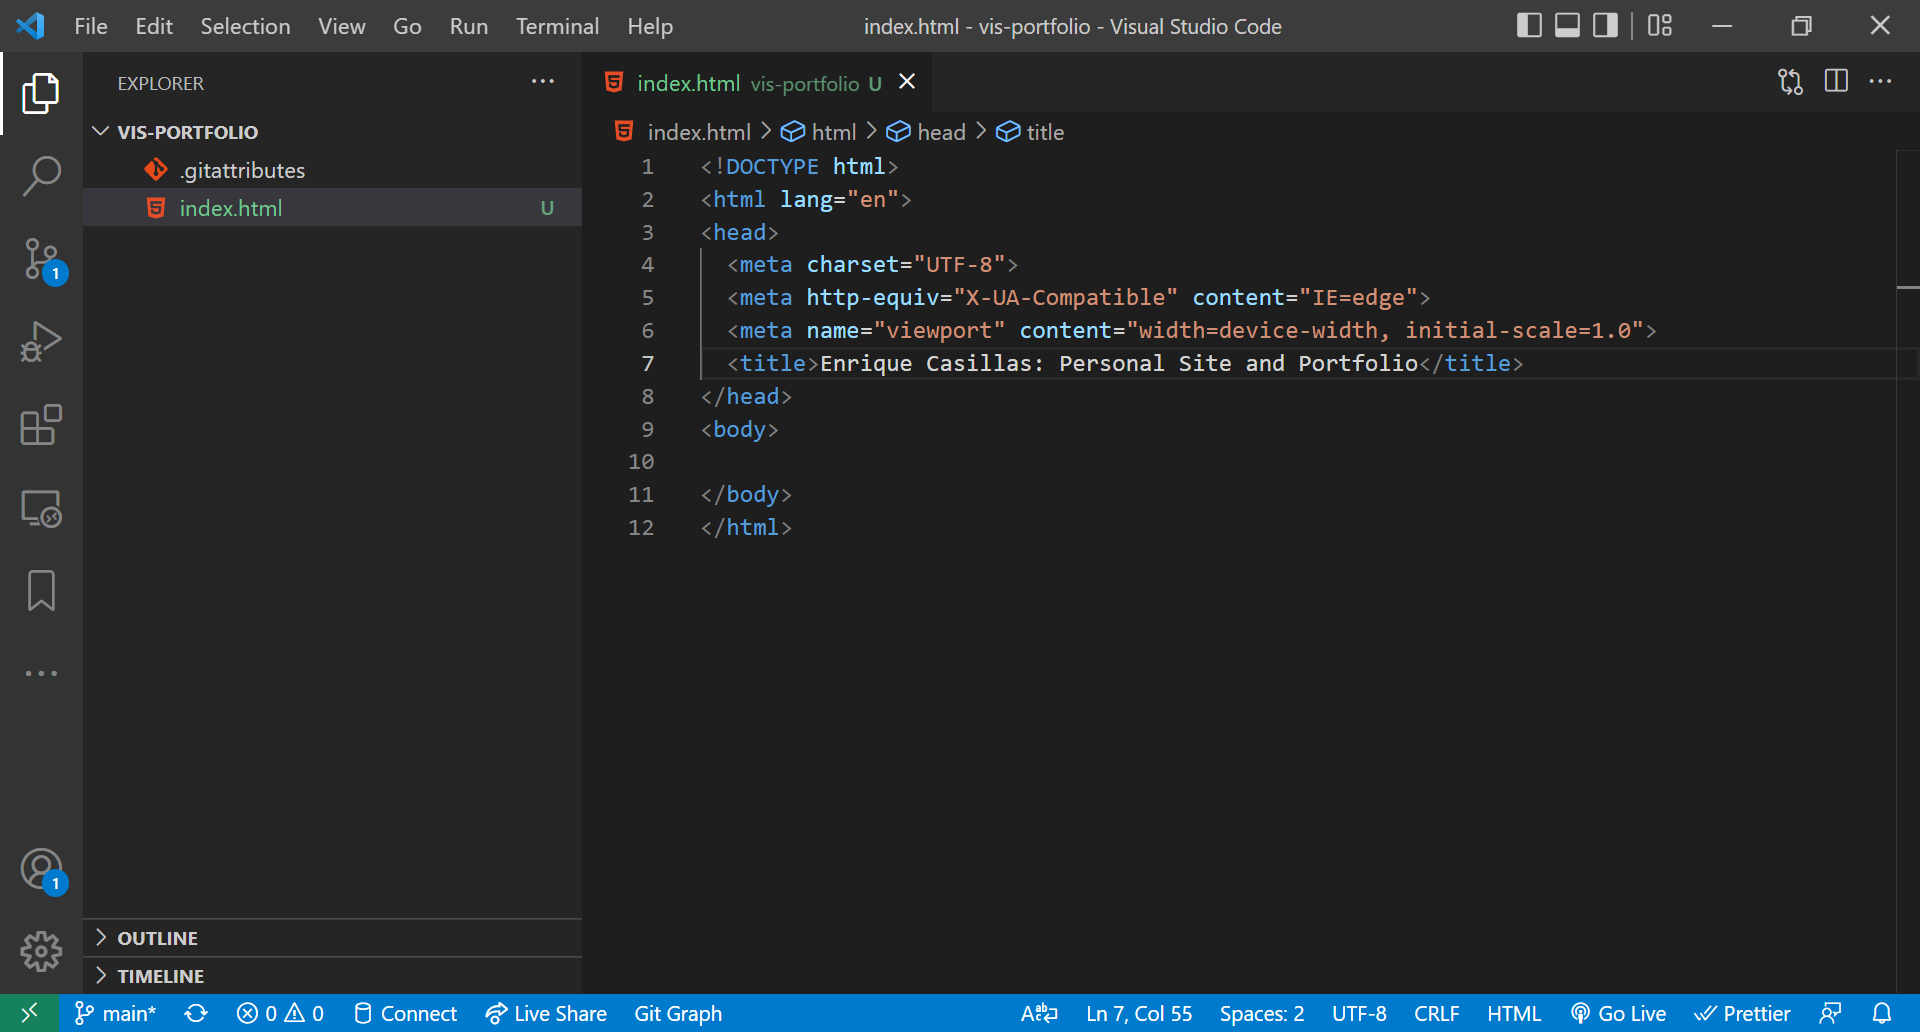 File Edit Selection View Go Run Terminal Help index.html - vis-portfolio - Visual Studio Code
EXPLORER
VIS-PORTFOLIO
.gitattributes
index.html U
index.html vis-portfolio U
index.html > html > head > title
1 <!DOCTYPE html>
2 <html lang="en">
3 <head>
4 <meta charset="UTF-8">
5 <meta http-equiv="X-UA-Compatible" content="IE=edge">
6 <meta name="viewport" content="width=device-width, initial-scale=1.0">
7 <title>Enrique Casillas: Personal Site and Portfolio</title>
8 </head>
9 <body>
10
11 </body>
12 </html>
1
1
OUTLINE
TIMELINE
main* 0 0 Connect Live Share Git Graph Ln 7, Col 55 Spaces: 2 UTF-8 CRLF HTML Go Live Prettier